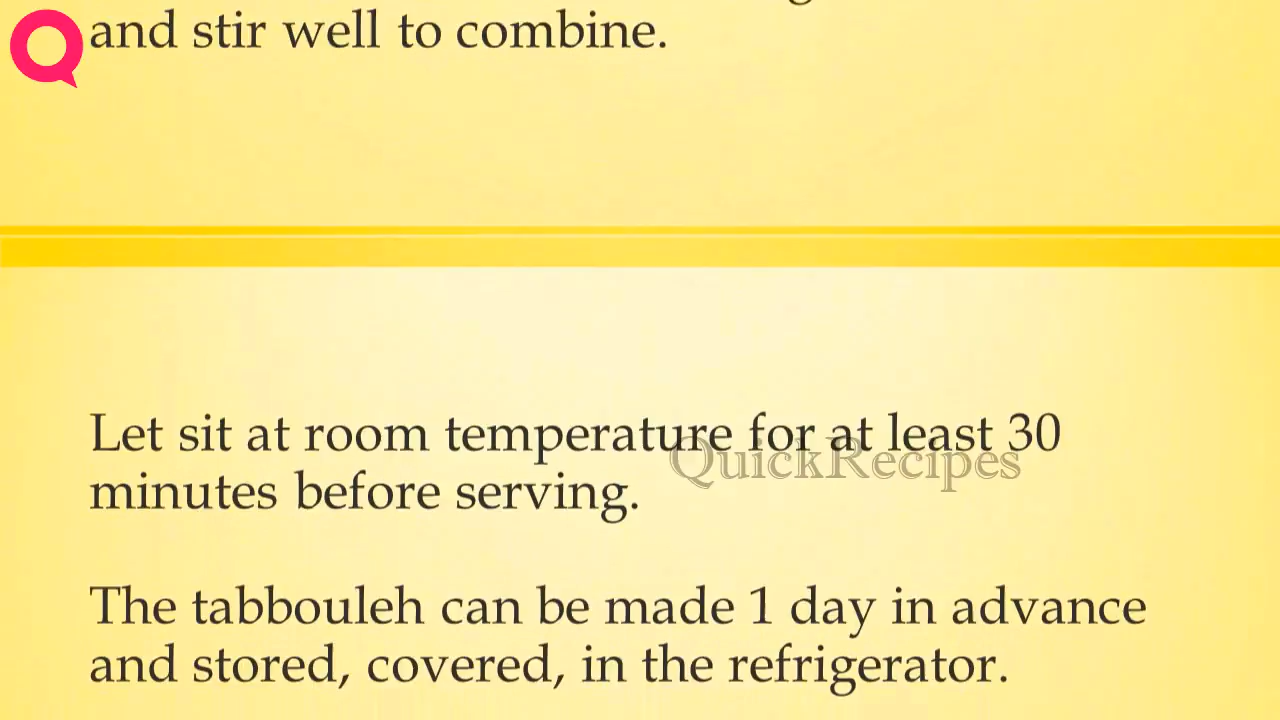 and stir well to combine.
Let sit at room temperature for at least 30
QuickRecipes
minutes before serving.
The tabbouleh can be made 1 day in advance
and stored, covered, in the refrigerator.